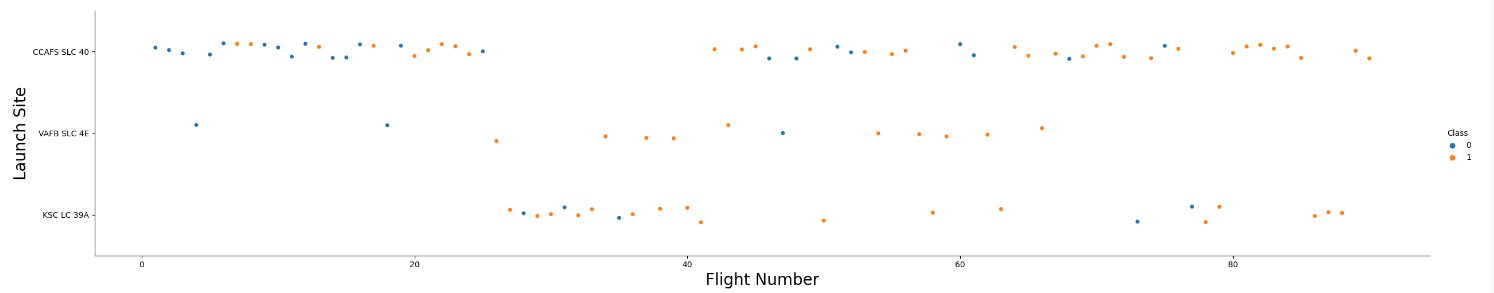 Launch Site
CCAFS SLC 40
VAFB SLC 4E
KSC LC 39A
0 20 40 60 80
Flight Number
Class
0
1